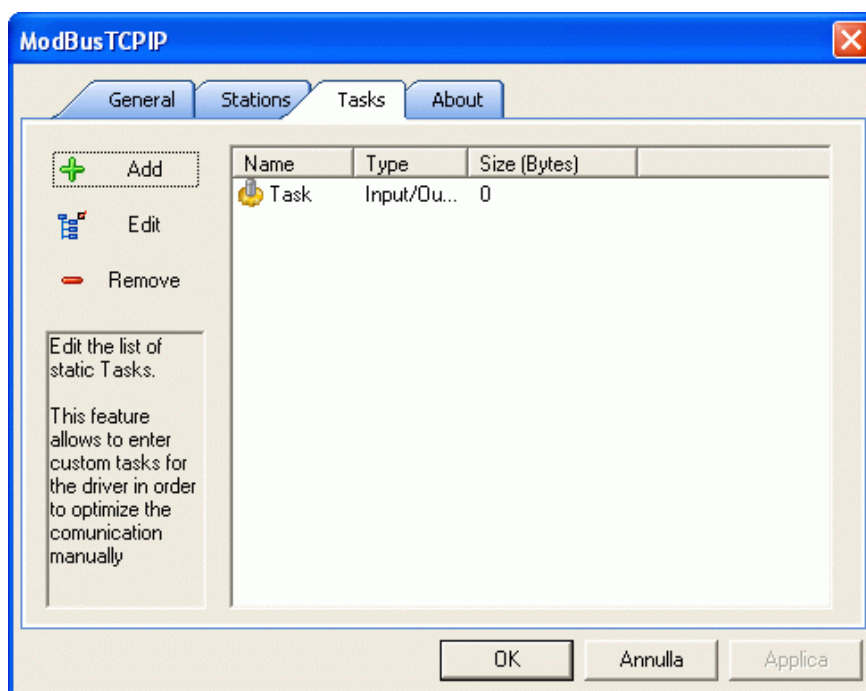 ModBusTCPIP
General Stations Tasks About
Add
Edit
Remove
Name Type Size (Bytes)
Task Input/Ou... 0
Edit the list of
static Tasks.
This feature
allows to enter
custom tasks for
the driver in order
to optimize the
comunication
manually
OK Annulla Applica